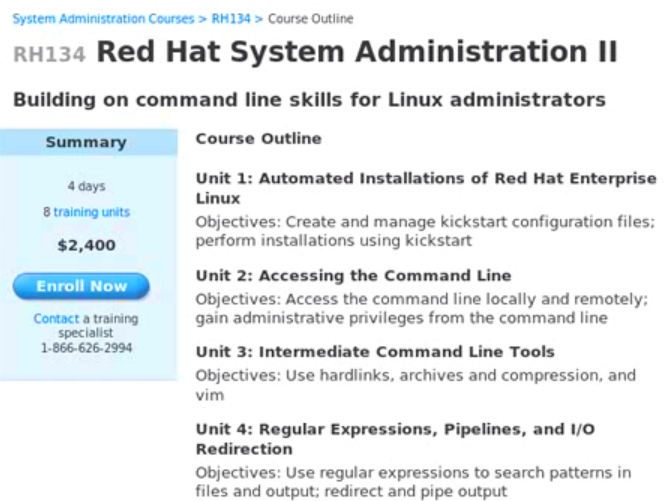 System Administration Courses > RH134 > Course Outline
RH134 Red Hat System Administration II
Building on command line skills for Linux administrators
Summary
4 days
8 training units
$2,400
Enroll Now
Contact a training
specialist
1-866-626-2994
Course Outline
Unit 1: Automated Installations of Red Hat Enterprise
Linux
Objectives: Create and manage kickstart configuration files;
perform installations using kickstart
Unit 2: Accessing the Command Line
Objectives: Access the command line locally and remotely;
gain administrative privileges from the command line
Unit 3: Intermediate Command Line Tools
Objectives: Use hardlinks, archives and compression, and
vim
Unit 4: Regular Expressions, Pipelines, and I/O
Redirection
Objectives: Use regular expressions to search patterns in
files and output; redirect and pipe output